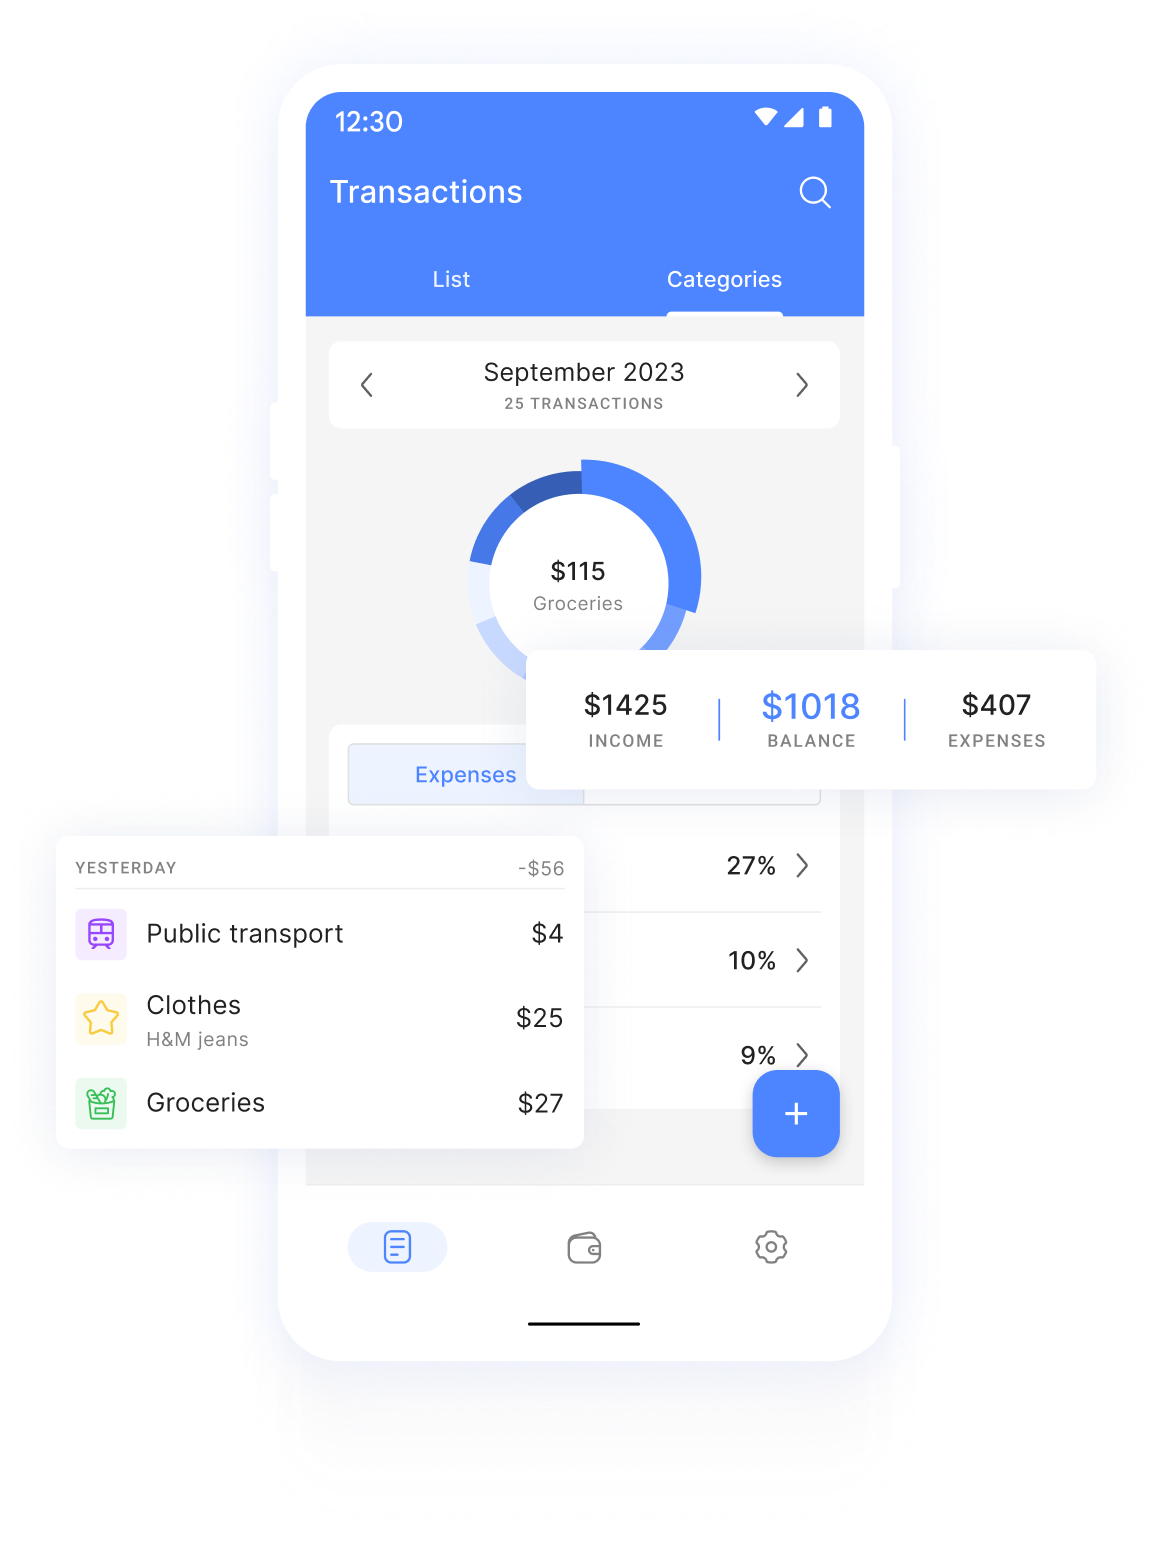 12:30
Transactions
List
Categories
September 2023
25 TRANSACTIONS
$115
Groceries
$1425
INCOME
$1018
BALANCE
$407
EXPENSES
Expenses
27%
10%
9%
YESTERDAY
-$56
Public transport
$4
Clothes
H&M jeans
$25
Groceries
$27